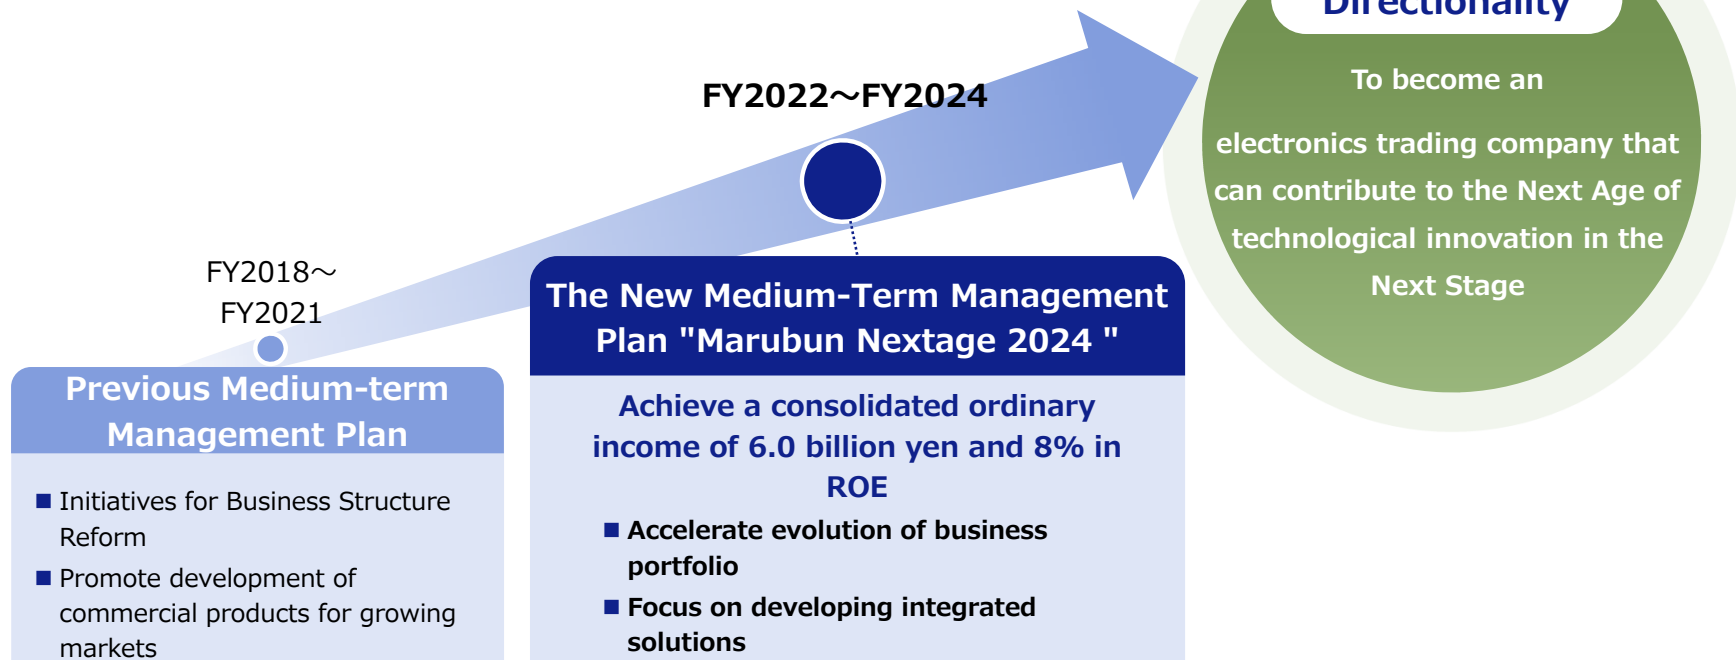 Directionality
To become an
electronics trading company that
can contribute to the Next Age of
technological innovation in the
Next Stage
FY2022～FY2024
FY2018～
FY2021
The New Medium-Term Management
Plan "Marubun Nextage 2024 "
Achieve a consolidated ordinary
income of 6.0 billion yen and 8% in
ROE
■ Accelerate evolution of business
portfolio
■ Focus on developing integrated
solutions
Previous Medium-term
Management Plan
■ Initiatives for Business Structure
Reform
■ Promote development of
commercial products for growing
markets